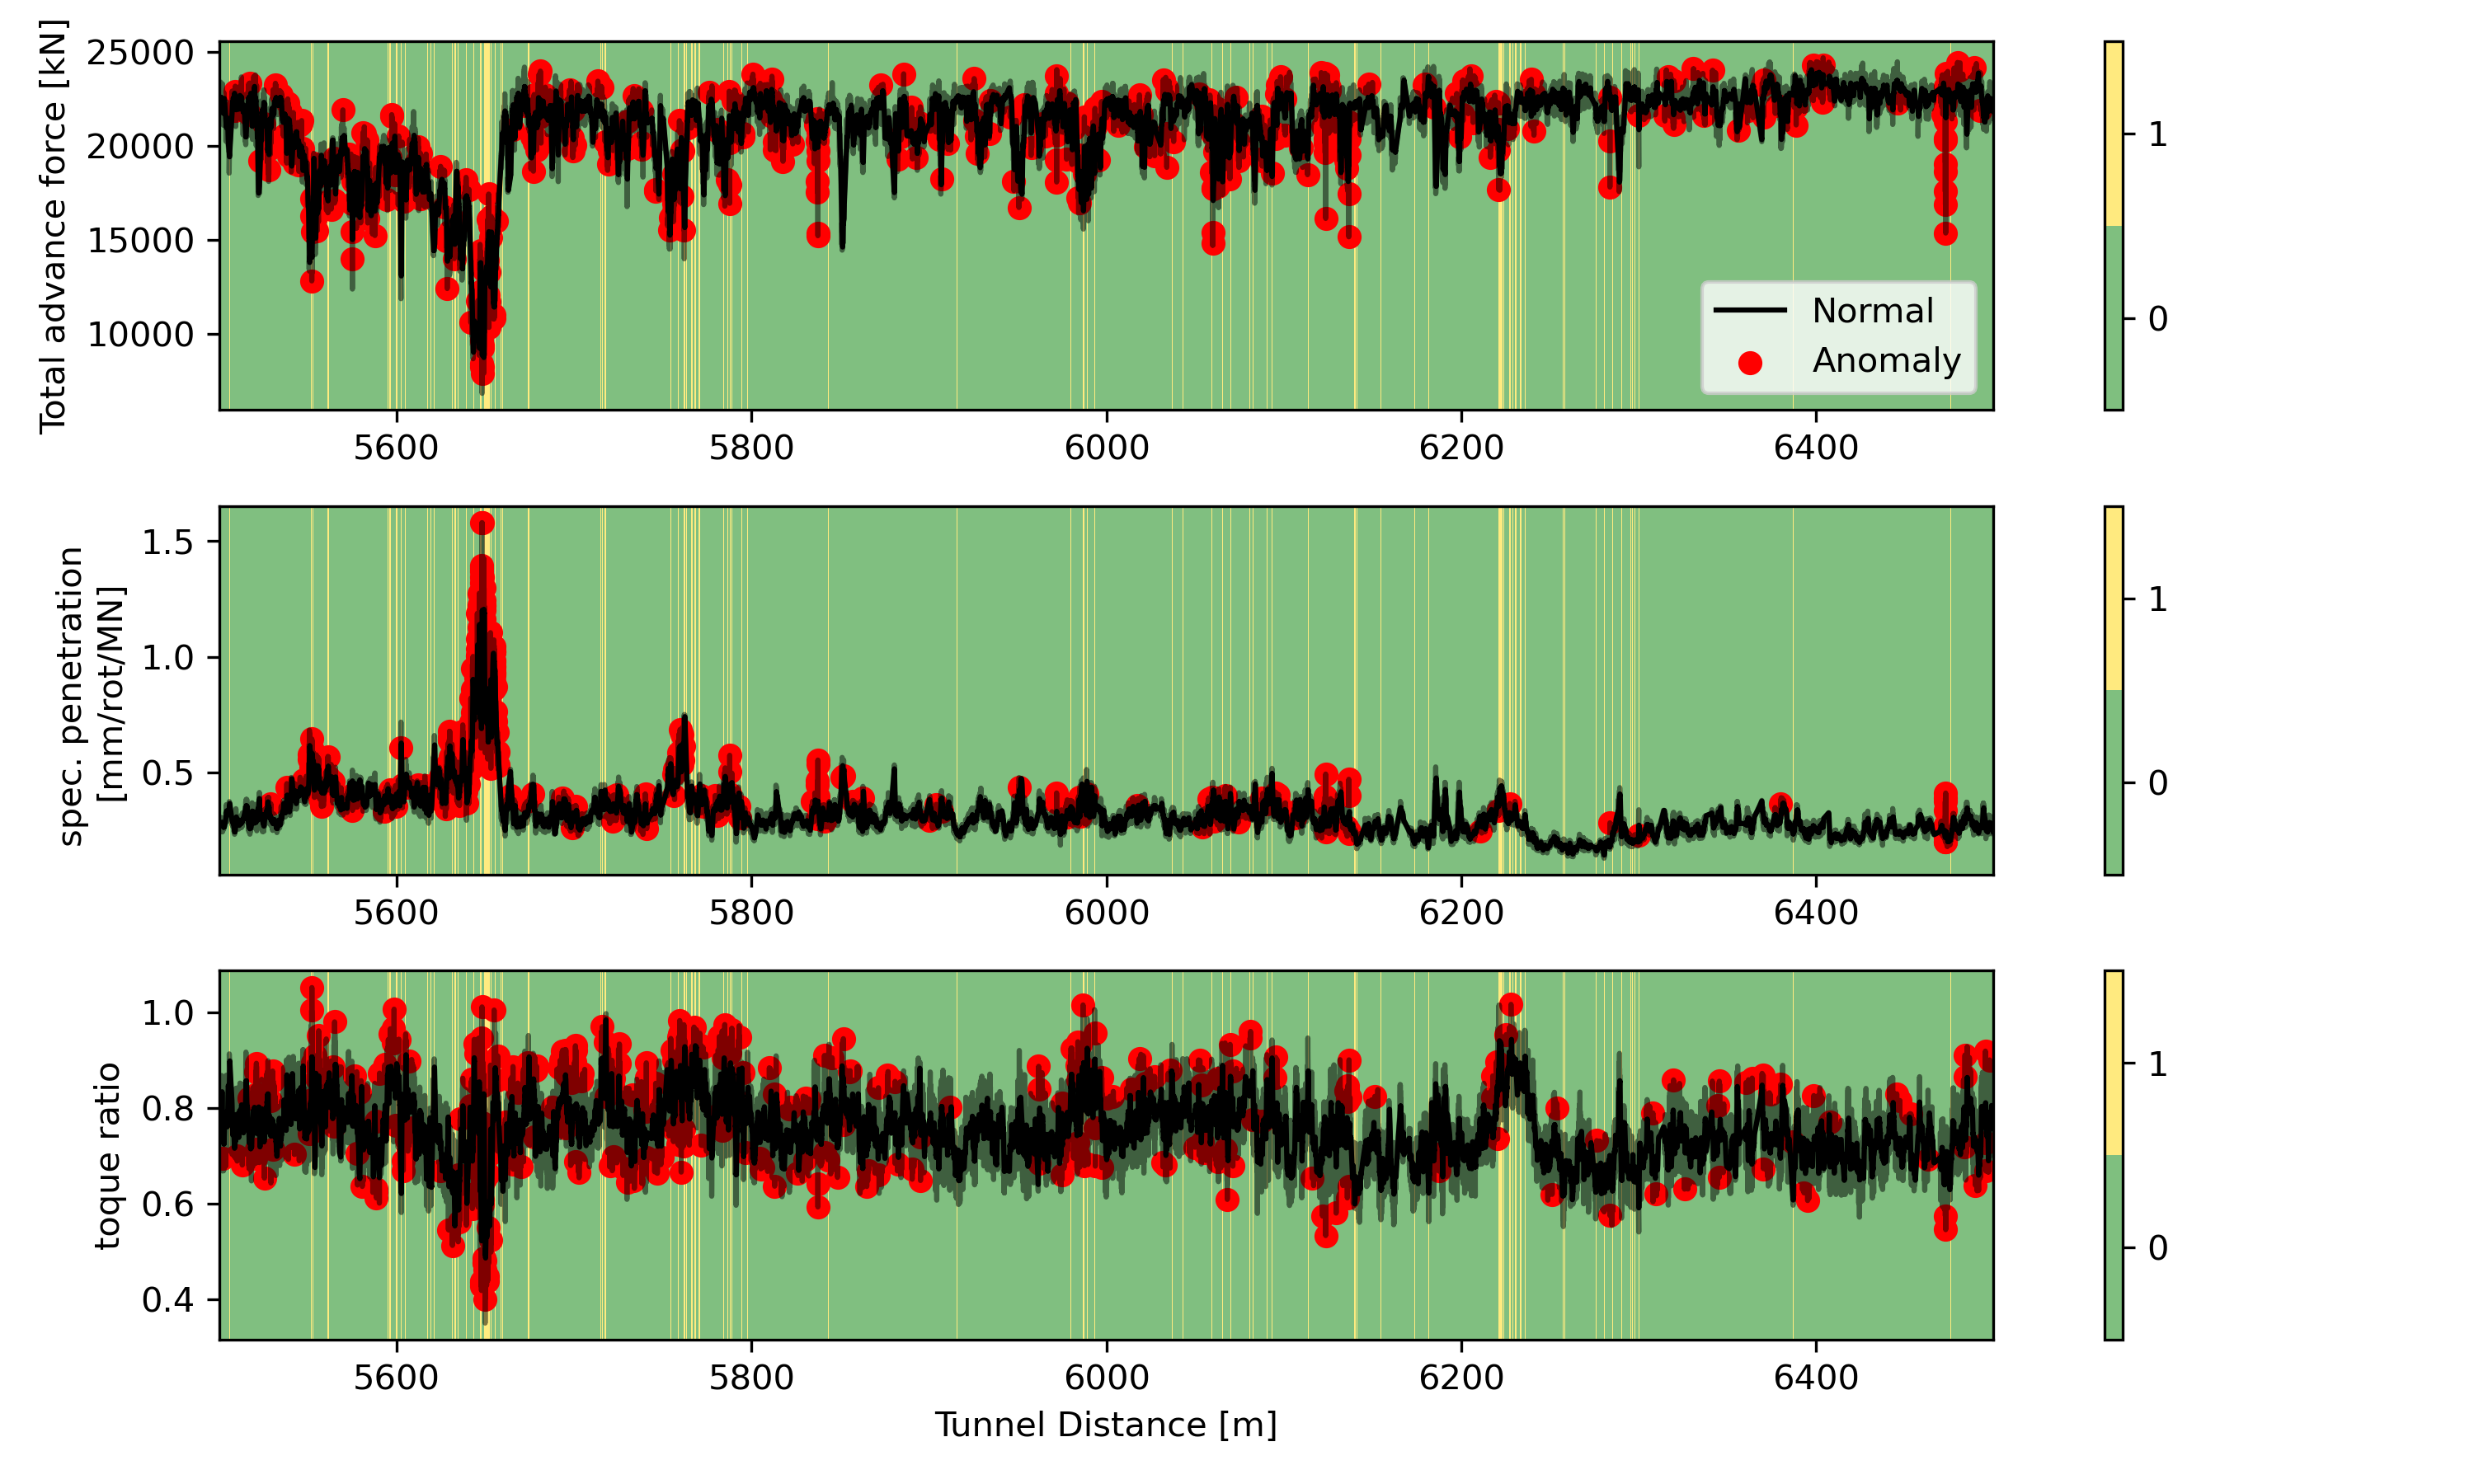 Total advance force [kN]
25000
20000
15000
10000
Normal
Anomaly
1
0
5600 5800 6000 6200 6400
spec. penetration
[mm/rot/MN]
1.5
1.0
0.5
1
0
5600 5800 6000 6200 6400
toque ratio
1.0
0.8
0.6
0.4
1
0
5600 5800 6000 6200 6400
Tunnel Distance [m]